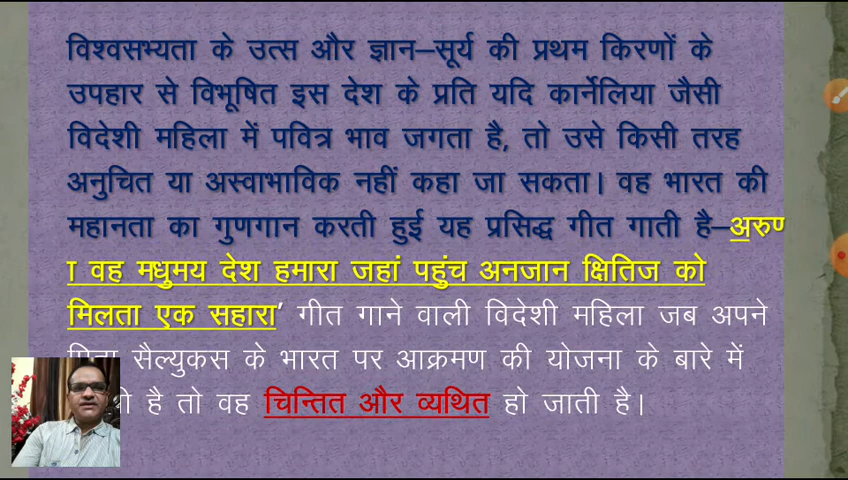 विश्वसभ्यता के उत्स और ज्ञान–सूर्य की प्रथम किरणों के
उपहार से विभूषित इस देश के प्रति यदि कार्नेलिया जैसी
विदेशी महिला में पवित्र भाव जगता है, तो उसे किसी तरह
अनुचित या अस्वाभाविक नहीं कहा जा सकता। वह भारत की
महानता का गुणगान करती हुई यह प्रसिद्ध गीत गाती है–अरुण
ा वह मधुमय देश हमारा जहां पहुंच अनजान क्षितिज को
मिलता एक सहारा’ गीत गाने वाली विदेशी महिला जब अपने
सैल्युकस के भारत पर आक्रमण की योजना के बारे में
है तो वह चिन्तित और व्यथित हो जाती है।